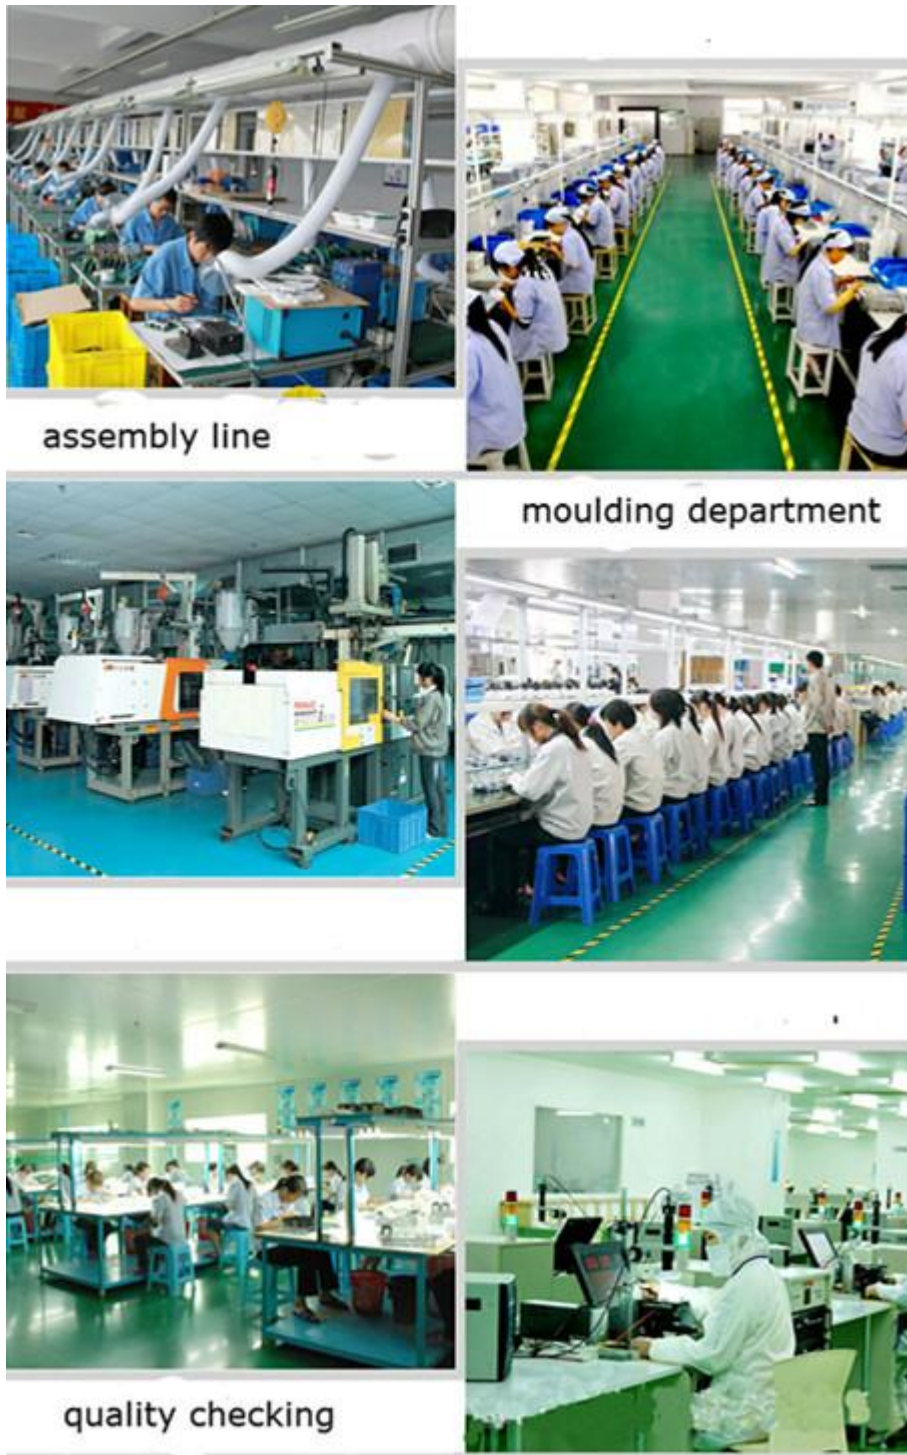 assembly line
moulding department
quality checking